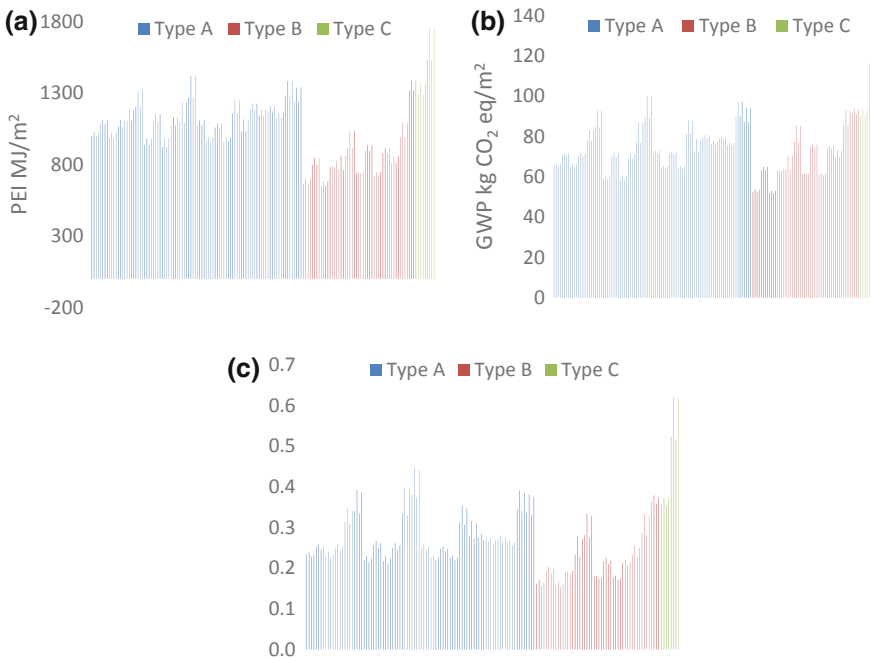 (a)
1800
1300
800
300
-200
PEI MJ/m²
Type A Type B Type C
(b)
140
120
100
80
60
40
20
0
GWP kg CO₂ eq/m²
Type A Type B Type C
(c)
0.7
0.6
0.5
0.4
0.3
0.2
0.1
0.0
Type A Type B Type C